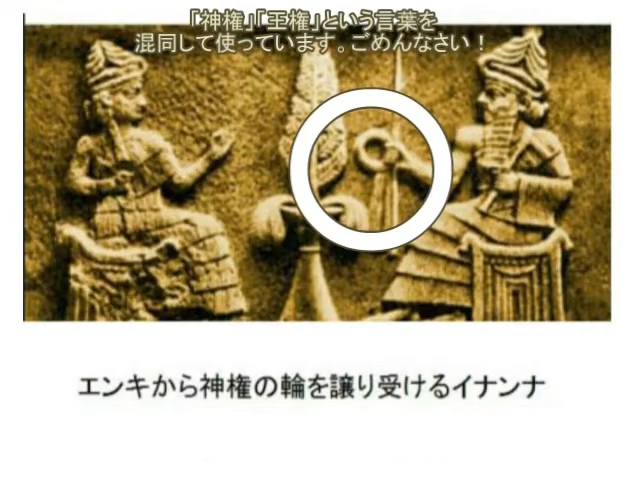 「神権」「王権」という言葉を
混同して使っています。ごめんなさい！
エンキから神権の輪を譲り受けるイナンナ